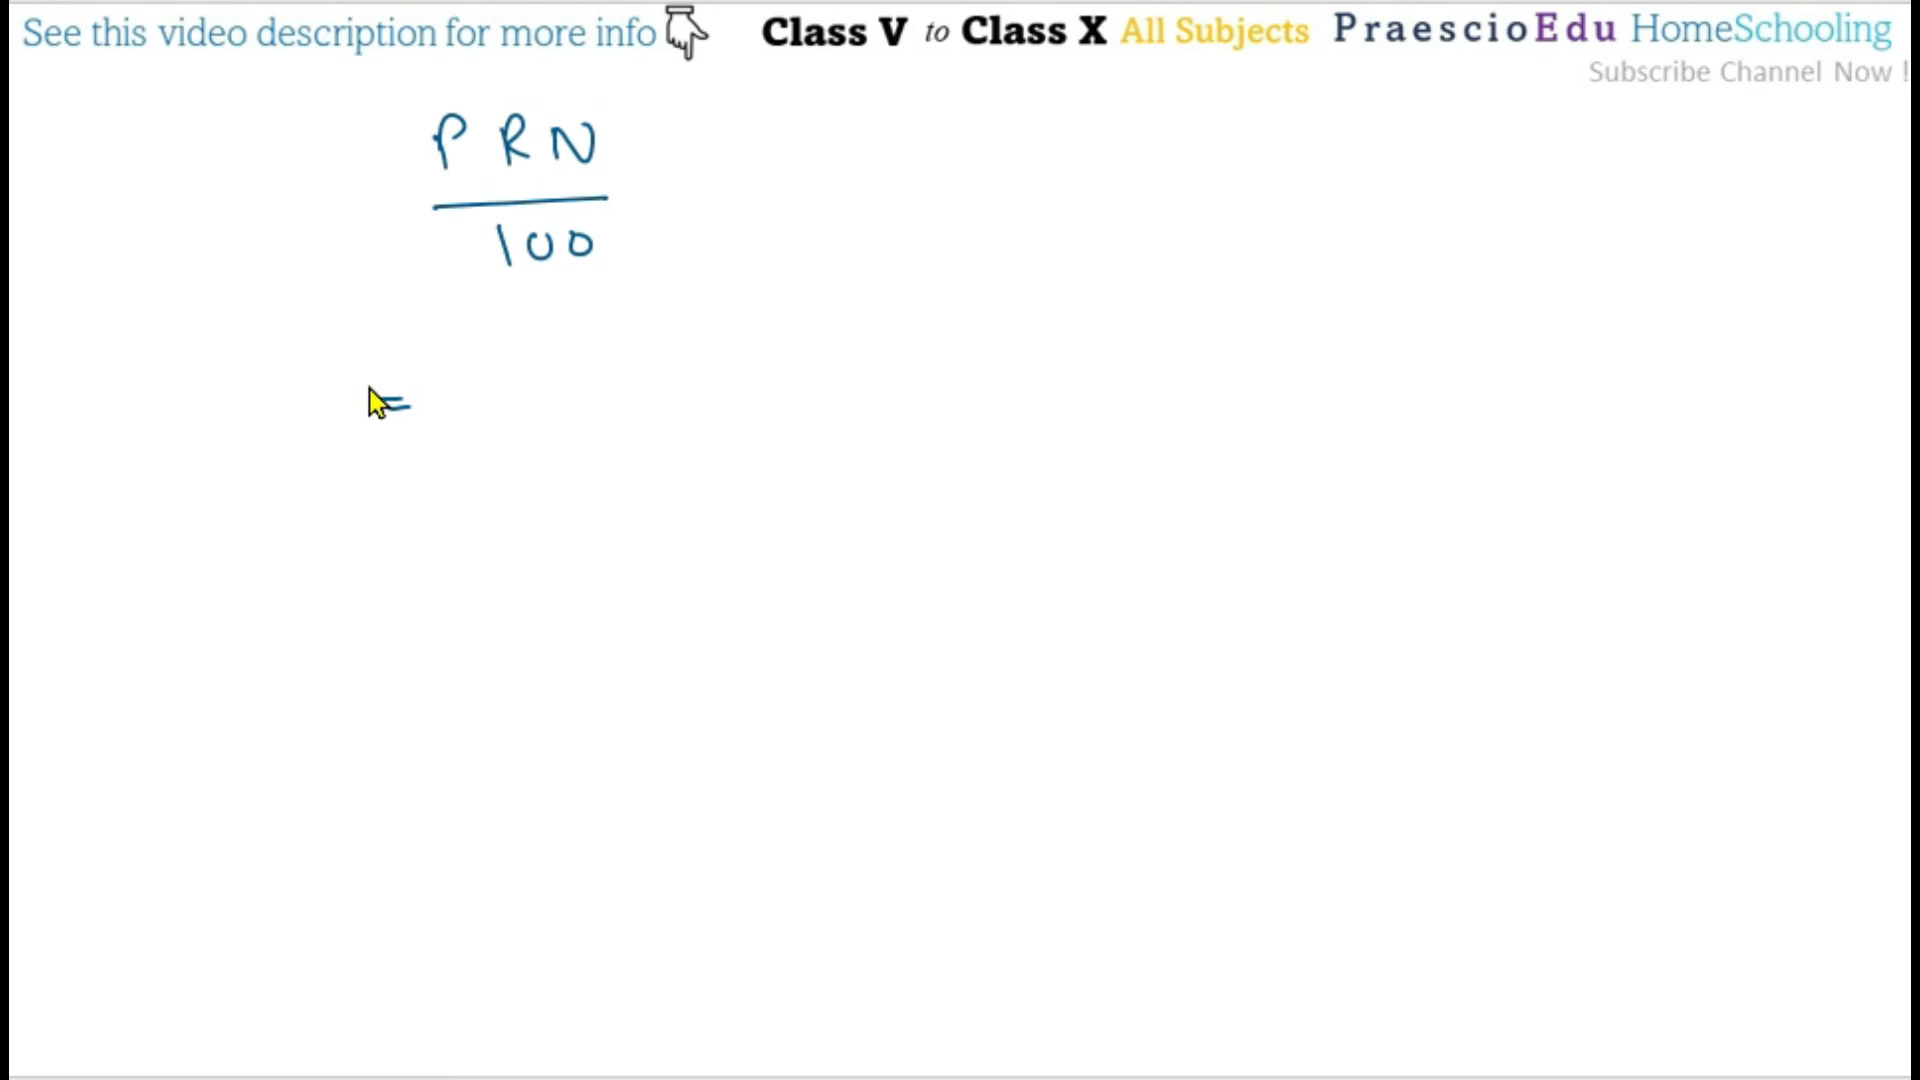 See this video description for more info Class V to Class X All Subjects PraescioEdu HomeSchooling
Subscribe Channel Now !
P R N
100
=